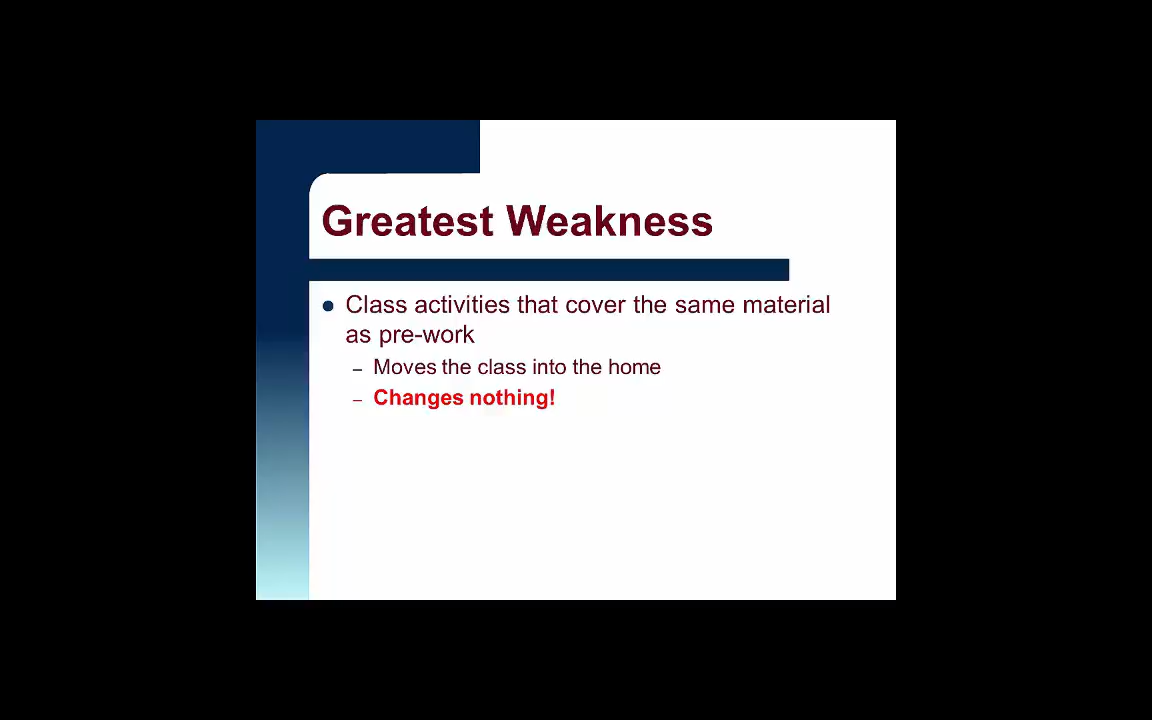 Greatest Weakness
● Class activities that cover the same material
as pre-work
– Moves the class into the home
– Changes nothing!